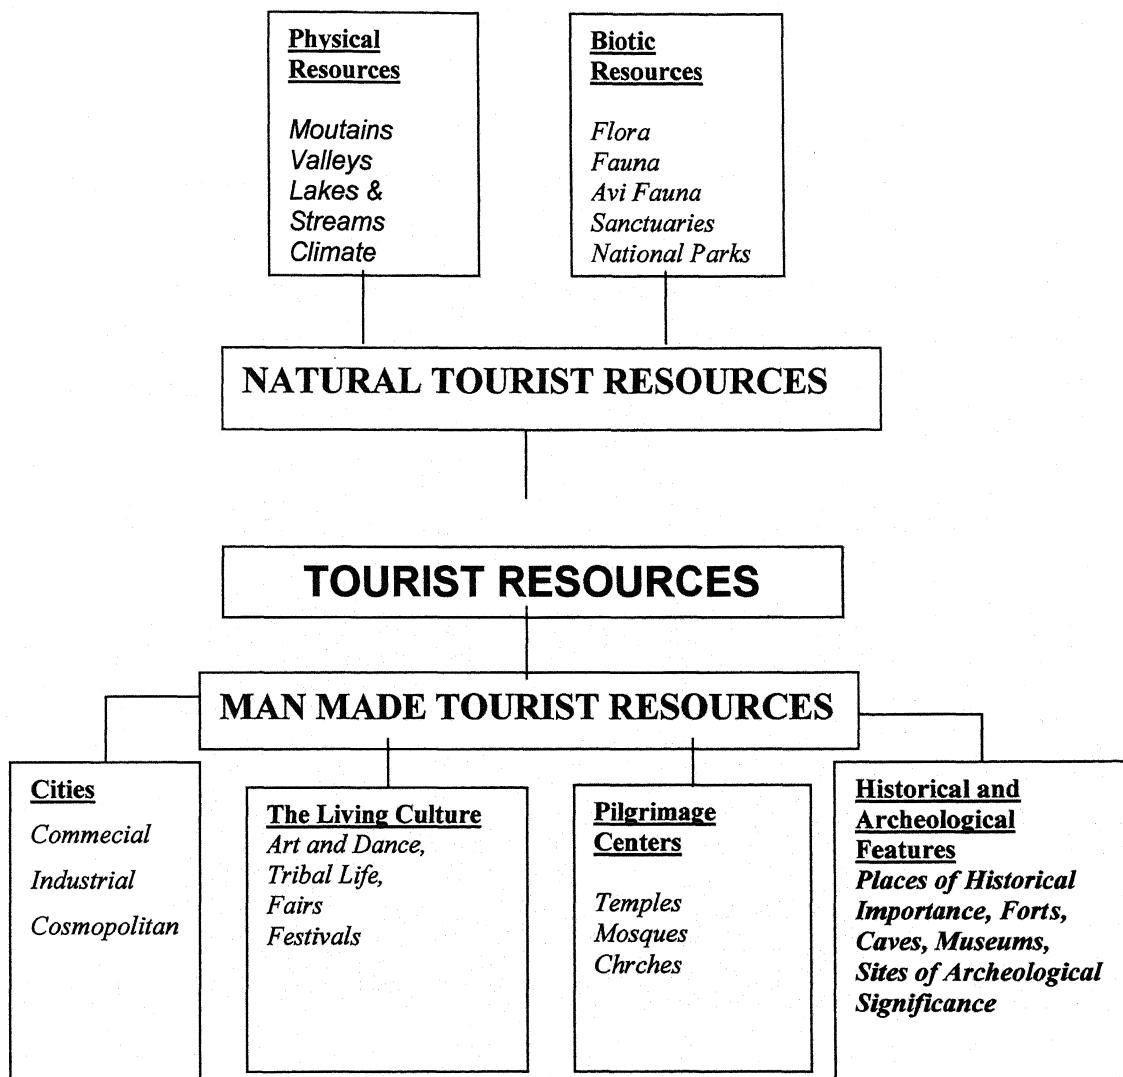 Physical
Resources
Moutains
Valleys
Lakes &
Streams
Climate
Biotic
Resources
Flora
Fauna
Avi Fauna
Sanctuaries
National Parks
NATURAL TOURIST RESOURCES
TOURIST RESOURCES
MAN MADE TOURIST RESOURCES
Cities
Commecial
Industrial
Cosmopolitan
The Living Culture
Art and Dance,
Tribal Life,
Fairs
Festivals
Pilgrimage
Centers
Temples
Mosques
Chrches
Historical and
Archeological
Features
Places of Historical
Importance, Forts,
Caves, Museums,
Sites of Archeological
Significance